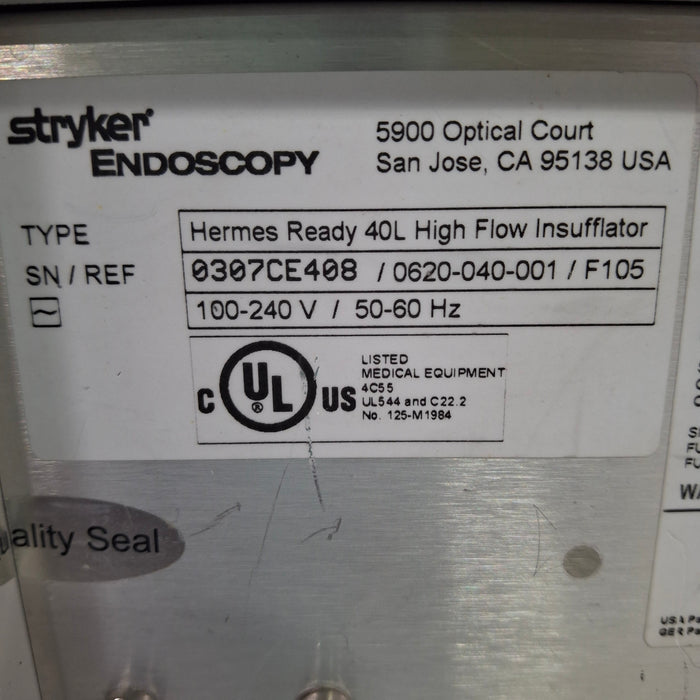 stryker
ENDOSCOPY
5900 Optical Court
San Jose, CA 95138 USA
TYPE Hermes Ready 40L High Flow Insufflator
SN / REF 0307CE408 / 0620-040-001 / F105
100-240 V / 50-60 Hz
C UL® US
LISTED
MEDICAL EQUIPMENT
4C55
UL544 and C22.2
No. 125-M1984
ality Seal